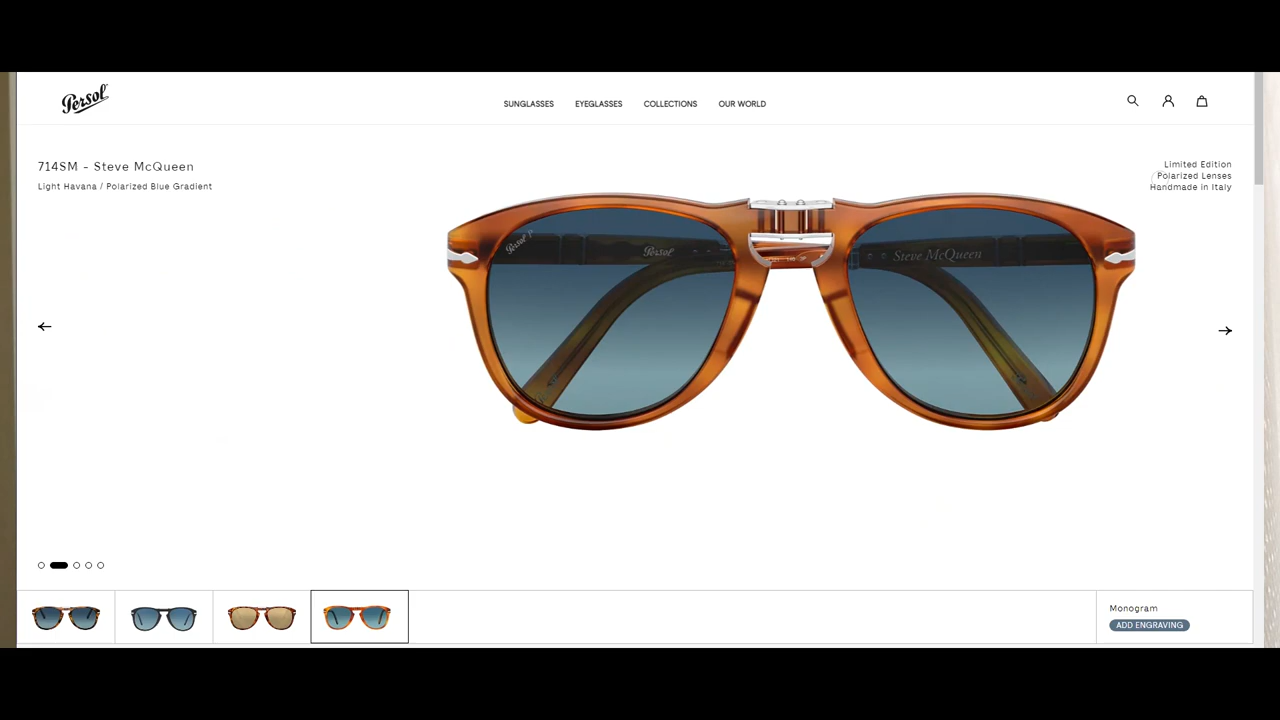 Persol
SUNGLASSES EYEGLASSES COLLECTIONS OUR WORLD
714SM - Steve McQueen
Light Havana / Polarized Blue Gradient
Limited Edition
Polarized Lenses
Handmade in Italy
Persol P
Persol
Steve McQueen
Monogram
ADD ENGRAVING